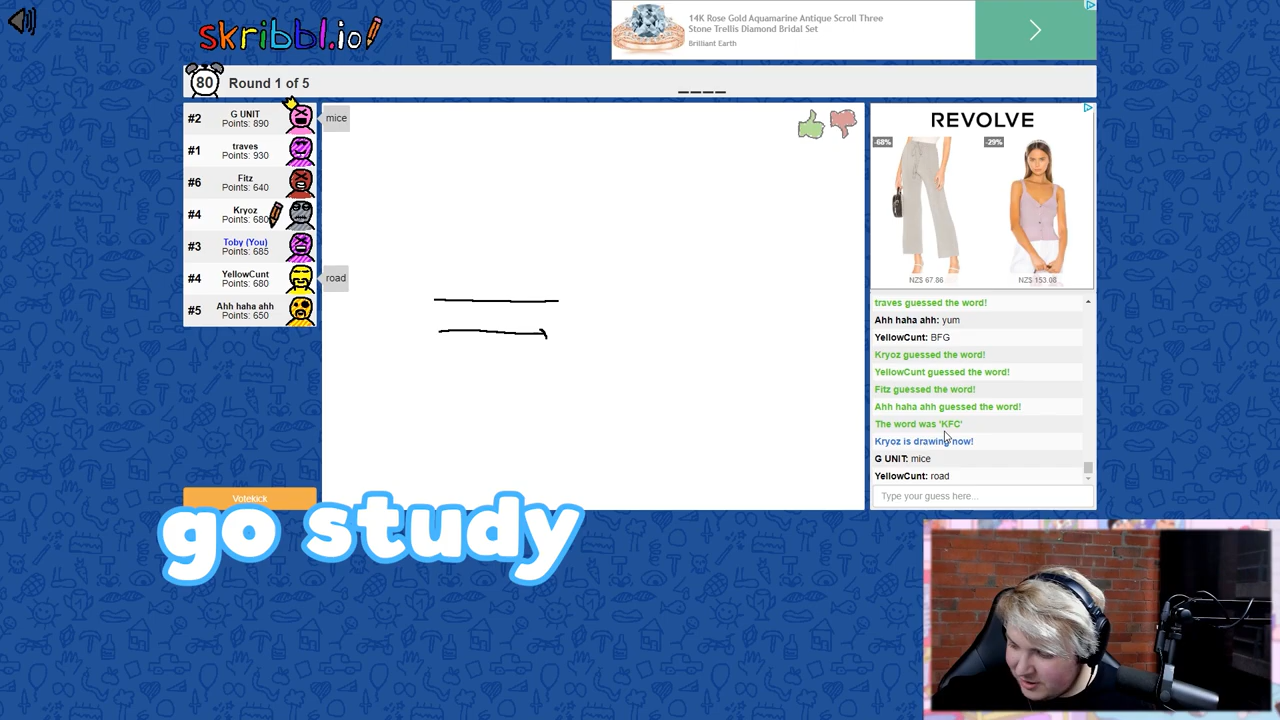 skribbl.io
14K Rose Gold Aquamarine Antique Scroll Three
Stone Trellis Diamond Bridal Set
Brilliant Earth
80
Round 1 of 5
_ _ _ _
#2
G UNIT
Points: 890
mice
#1
traves
Points: 930
#6
Fitz
Points: 640
#4
Kryoz
Points: 680
#3
Toby (You)
Points: 685
#4
YellowCunt
Points: 680
road
#5
Ahh haha ahh
Points: 650
Votekick
go study
REVOLVE
-68%
-29%
NZ$ 67.86
NZ$ 153.08
traves guessed the word!
Ahh haha ahh: yum
YellowCunt: BFG
Kryoz guessed the word!
YellowCunt guessed the word!
Fitz guessed the word!
Ahh haha ahh guessed the word!
The word was 'KFC'
Kryoz is drawing now!
G UNIT: mice
YellowCunt: road
Type your guess here...